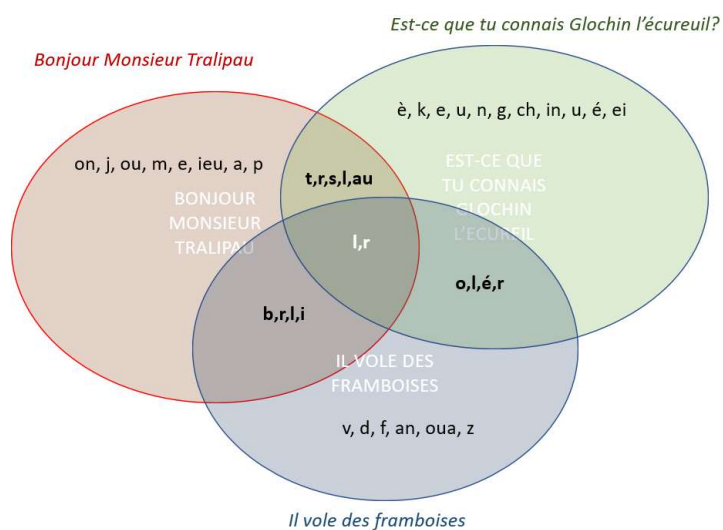 Est-ce que tu connais Glochin l’écureuil?
Bonjour Monsieur Tralipau
è, k, e, u, n, g, ch, in, u, é, ei
on, j, ou, m, e, ieu, a, p
t,r,s,l,au
EST-CE QUE
TU CONNAIS
GLOCHIN
L’ECUREIL
BONJOUR
MONSIEUR
TRALIPAU
l,r
o,l,é,r
b,r,l,i
IL VOLE DES
FRAMBOISES
v, d, f, an, oua, z
Il vole des framboises